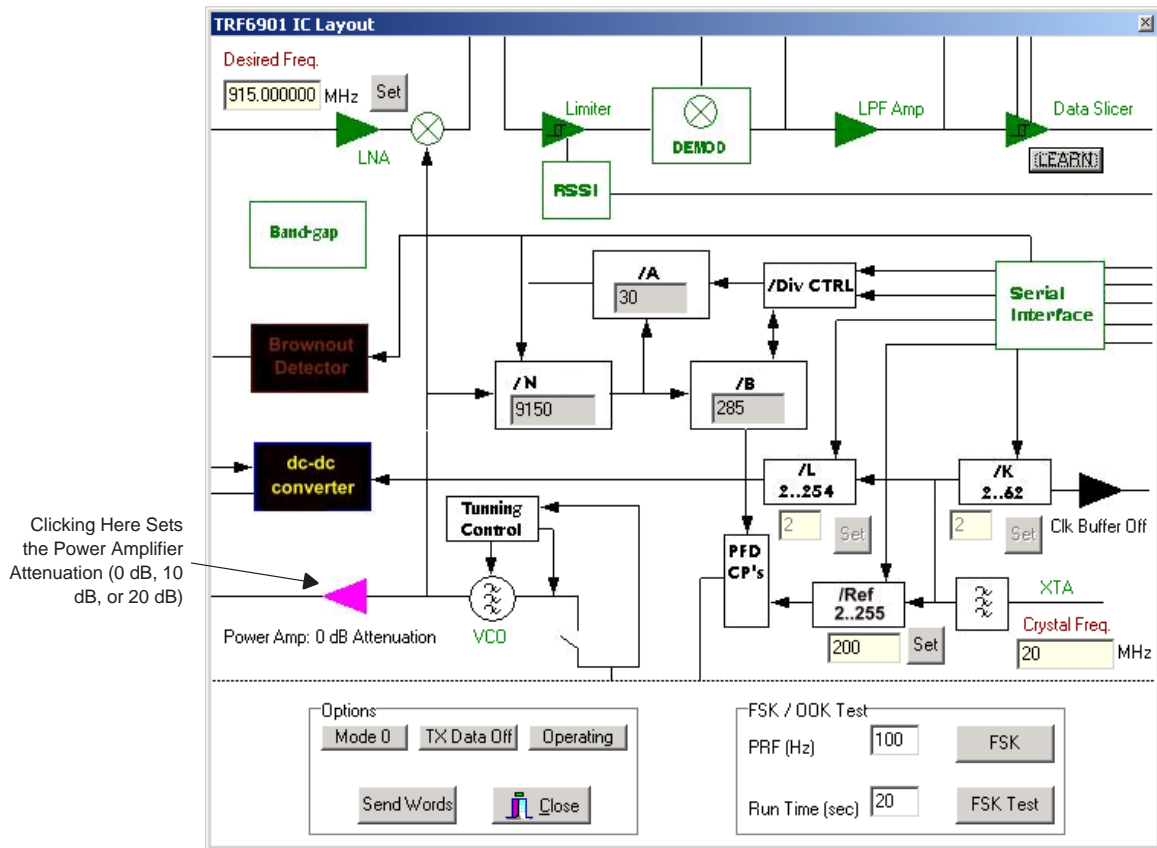 TRF6901 IC Layout
Desired Freq.
915.000000 MHz Set
LNA
Limiter
DEMOD
LPF Amp
Data Slicer
(LEARN)
RSSI
Band-gap
/A
30
/Div CTRL
Serial
Interface
Brownout
Detector
/N
9150
/B
285
dc-dc
converter
/L
2..254
2 Set
/K
2..62
2 Set
Clk Buffer Off
Tunning
Control
PFD
CP's
Clicking Here Sets
the Power Amplifier
Attenuation (0 dB, 10
dB, or 20 dB)
Power Amp: 0 dB Attenuation
VCO
/Ref
2..255
200 Set
XTA
Crystal Freq.
20 MHz
Options
Mode 0 TX Data Off Operating
Send Words Close
FSK / OOK Test
PRF (Hz) 100 FSK
Run Time (sec) 20 FSK Test